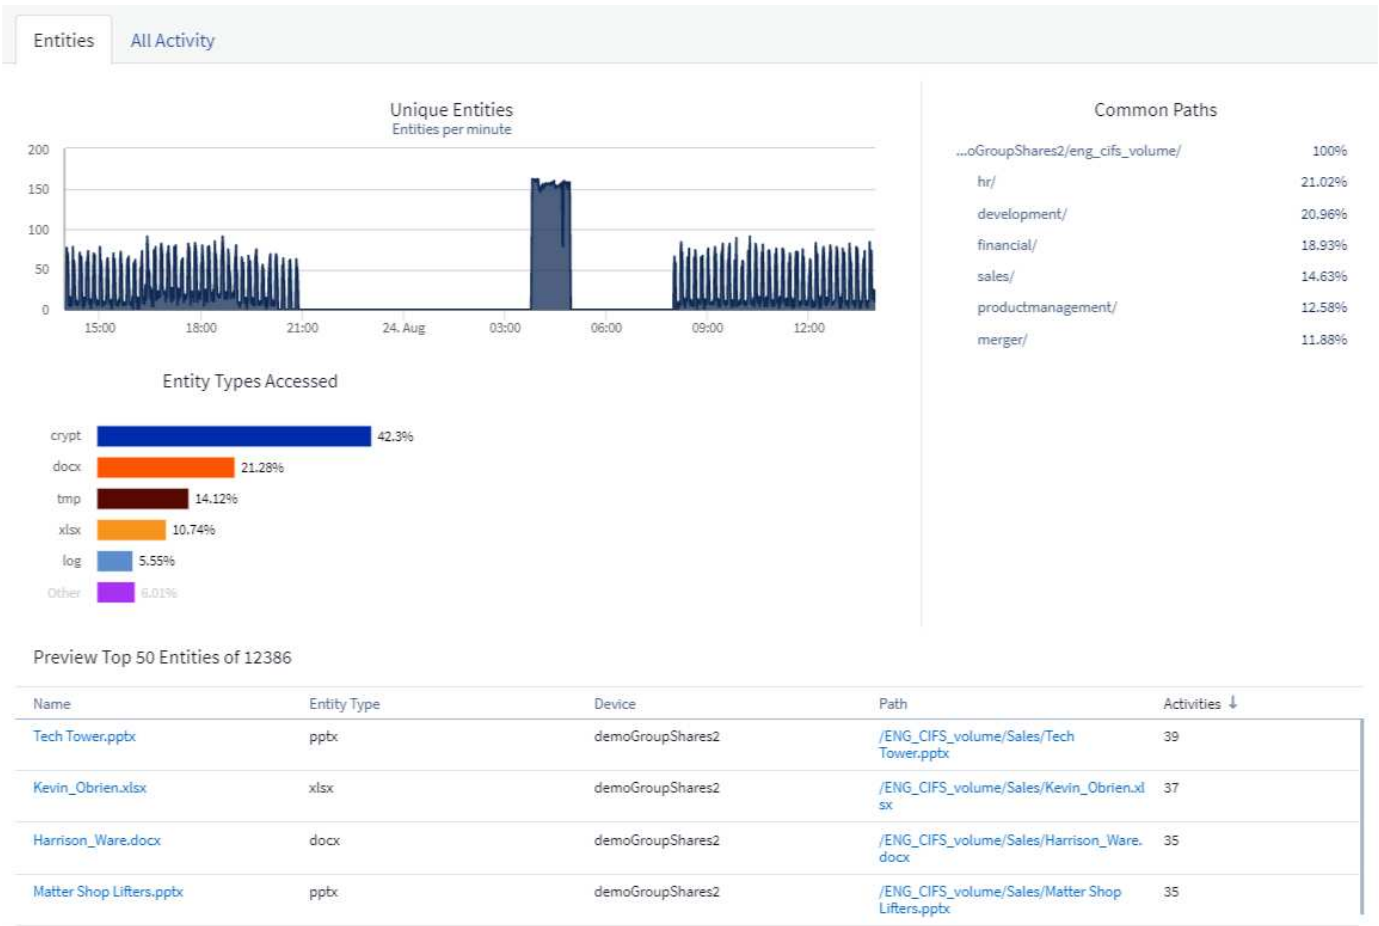 Entities All Activity
Unique Entities
Entities per minute
200
150
100
50
0
15:00 18:00 21:00 24. Aug 03:00 06:00 09:00 12:00
Common Paths
...oGroupShares2/eng_cifs_volume/ 100%
hr/ 21.02%
development/ 20.96%
financial/ 18.93%
sales/ 14.63%
productmanagement/ 12.58%
merger/ 11.88%
Entity Types Accessed
crypt 42.3%
docx 21.28%
tmp 14.12%
xlsx 10.74%
log 5.55%
Other 6.01%
Preview Top 50 Entities of 12386
Name Entity Type Device Path Activities ↓
Tech Tower.pptx pptx demoGroupShares2 /ENG_CIFS_volume/Sales/Tech 39
Tower.pptx
Kevin_Obrien.xlsx xlsx demoGroupShares2 /ENG_CIFS_volume/Sales/Kevin_Obrien.xl 37
sx
Harrison_Ware.docx docx demoGroupShares2 /ENG_CIFS_volume/Sales/Harrison_Ware. 35
docx
Matter Shop Lifters.pptx pptx demoGroupShares2 /ENG_CIFS_volume/Sales/Matter Shop 35
Lifters.pptx